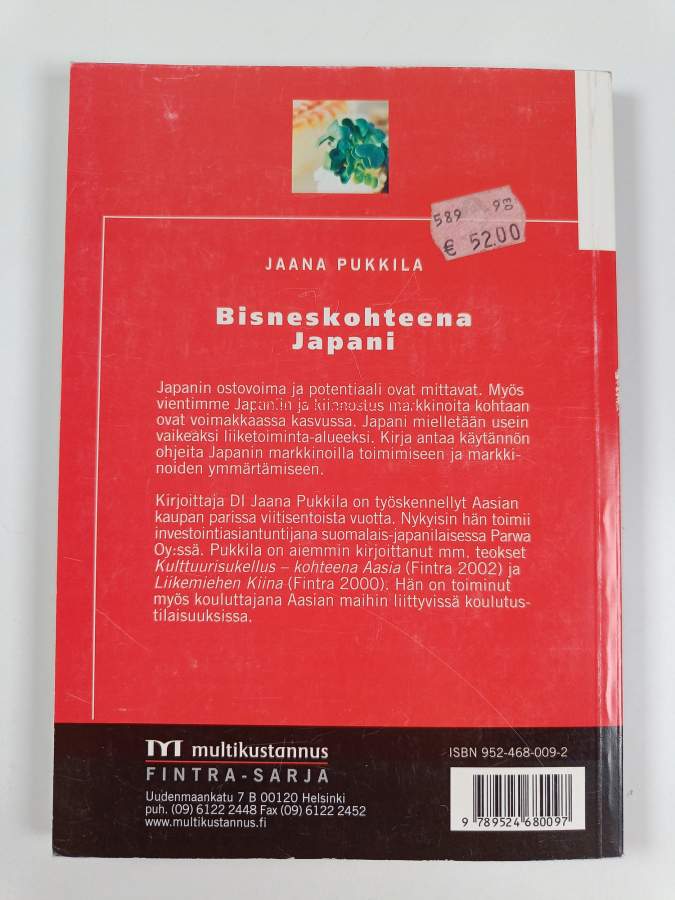 589 93
€ 52.00
JAANA PUKKILA
Bisneskohteena
Japani
Japanin ostovoima ja potentiaali ovat mittavat. Myös
vientimme Japaniin ja kiinnostus markkinoita kohtaan
ovat voimakkaassa kasvussa. Japani mielletään usein
vaikeaksi liiketoiminta-alueeksi. Kirja antaa käytännön
ohjeita Japanin markkinoilla toimimiseen ja markki-
noiden ymmärtämiseen.
Kirjoittaja DI Jaana Pukkila on työskennellyt Aasian
kaupan parissa viitisentoista vuotta. Nykyisin hän toimii
investointiasiantuntijana suomalais-japanilaisessa Parwa
Oy:ssä. Pukkila on aiemmin kirjoittanut mm. teokset
Kulttuurisukellus – kohteena Aasia (Fintra 2002) ja
Liikemiehen Kiina (Fintra 2000). Hän on toiminut
myös kouluttajana Aasian maihin liittyvissä koulutus-
tilaisuuksissa.
multikustannus
FINTRA-SARJA
Uudenmaankatu 7 B 00120 Helsinki
puh. (09) 6122 2448 Fax (09) 6122 2452
www.multikustannus.fi
ISBN 952-468-009-2
9 789524 680097